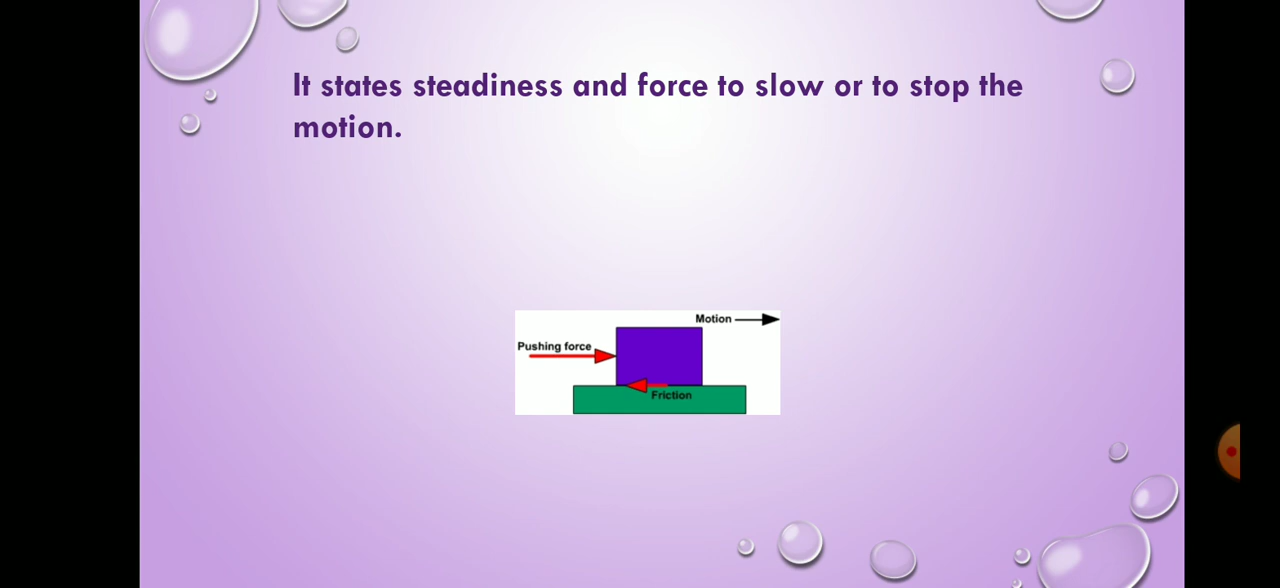 It states steadiness and force to slow or to stop the
motion.
Motion
Pushing force
Friction